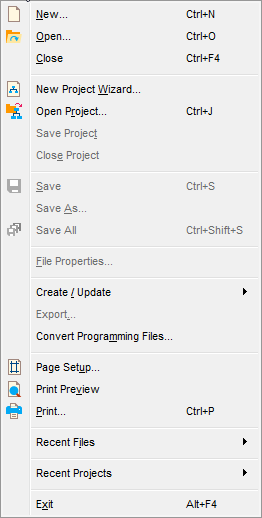 New... Ctrl+N
Open... Ctrl+O
Close Ctrl+F4
New Project Wizard...
Open Project... Ctrl+J
Save Project
Close Project
Save Ctrl+S
Save As...
Save All Ctrl+Shift+S
File Properties...
Create / Update
Export...
Convert Programming Files...
Page Setup...
Print Preview
Print... Ctrl+P
Recent Files
Recent Projects
Exit Alt+F4